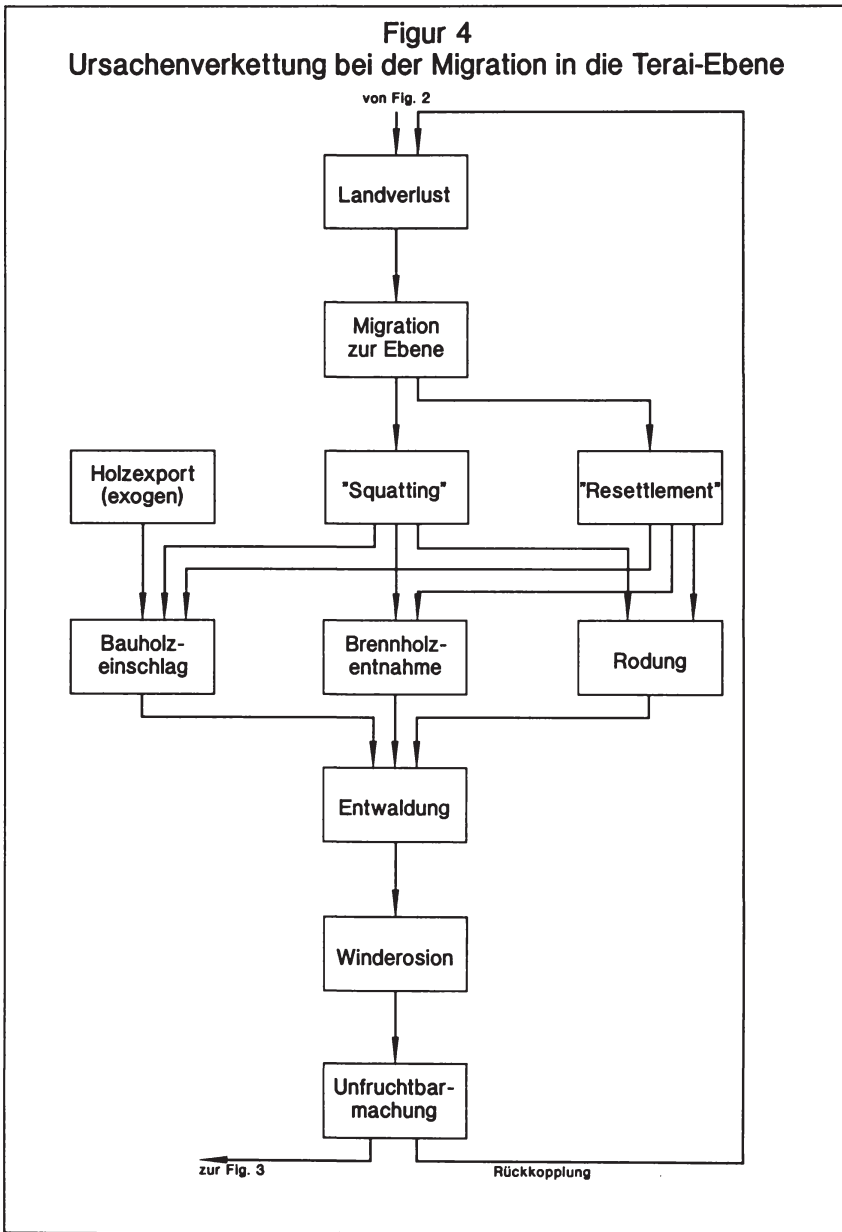 Figur 4
Ursachenverkettung bei der Migration in die Terai-Ebene
von Fig. 2
Landverlust
Migration
zur Ebene
Holzexport
(exogen)
"Squatting"
"Resettlement"
Bauholz-
einschlag
Brennholz-
entnahme
Rodung
Entwaldung
Winderosion
Unfruchtbar-
machung
zur Fig. 3
Rückkopplung